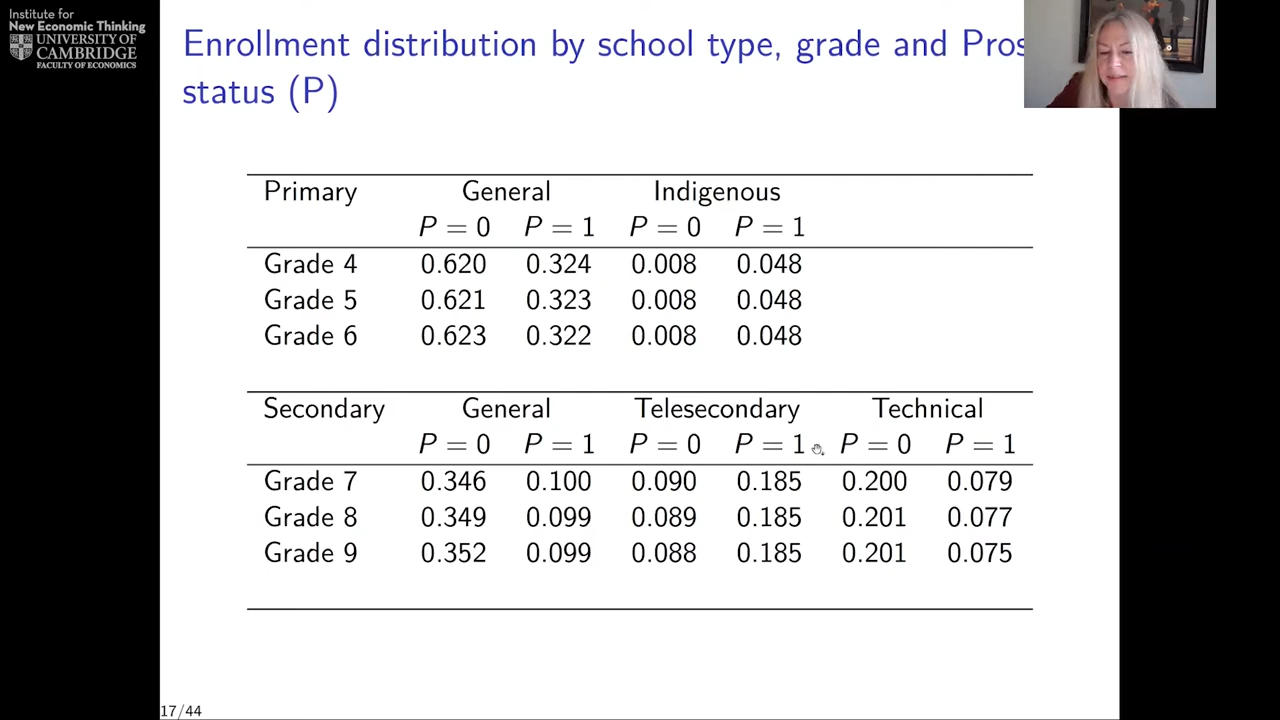 Institute for
New Economic Thinking
UNIVERSITY OF
CAMBRIDGE
FACULTY OF ECONOMICS
Enrollment distribution by school type, grade and Pros
status (P)
Primary General Indigenous
P = 0 P = 1 P = 0 P = 1
Grade 4 0.620 0.324 0.008 0.048
Grade 5 0.621 0.323 0.008 0.048
Grade 6 0.623 0.322 0.008 0.048
Secondary General Telesecondary Technical
P = 0 P = 1 P = 0 P = 1 P = 0 P = 1
Grade 7 0.346 0.100 0.090 0.185 0.200 0.079
Grade 8 0.349 0.099 0.089 0.185 0.201 0.077
Grade 9 0.352 0.099 0.088 0.185 0.201 0.075
17/44